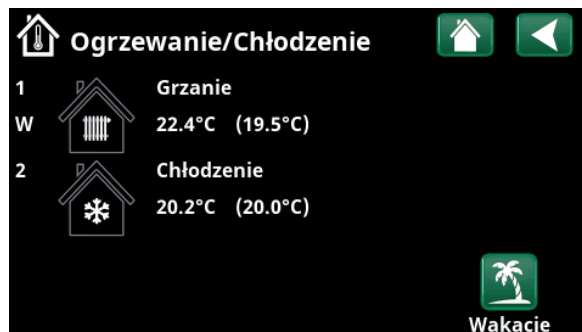 Ogrzewanie/Chłodzenie
1 Grzanie
W 22.4°C (19.5°C)
2 Chłodzenie
20.2°C (20.0°C)
Wakacje